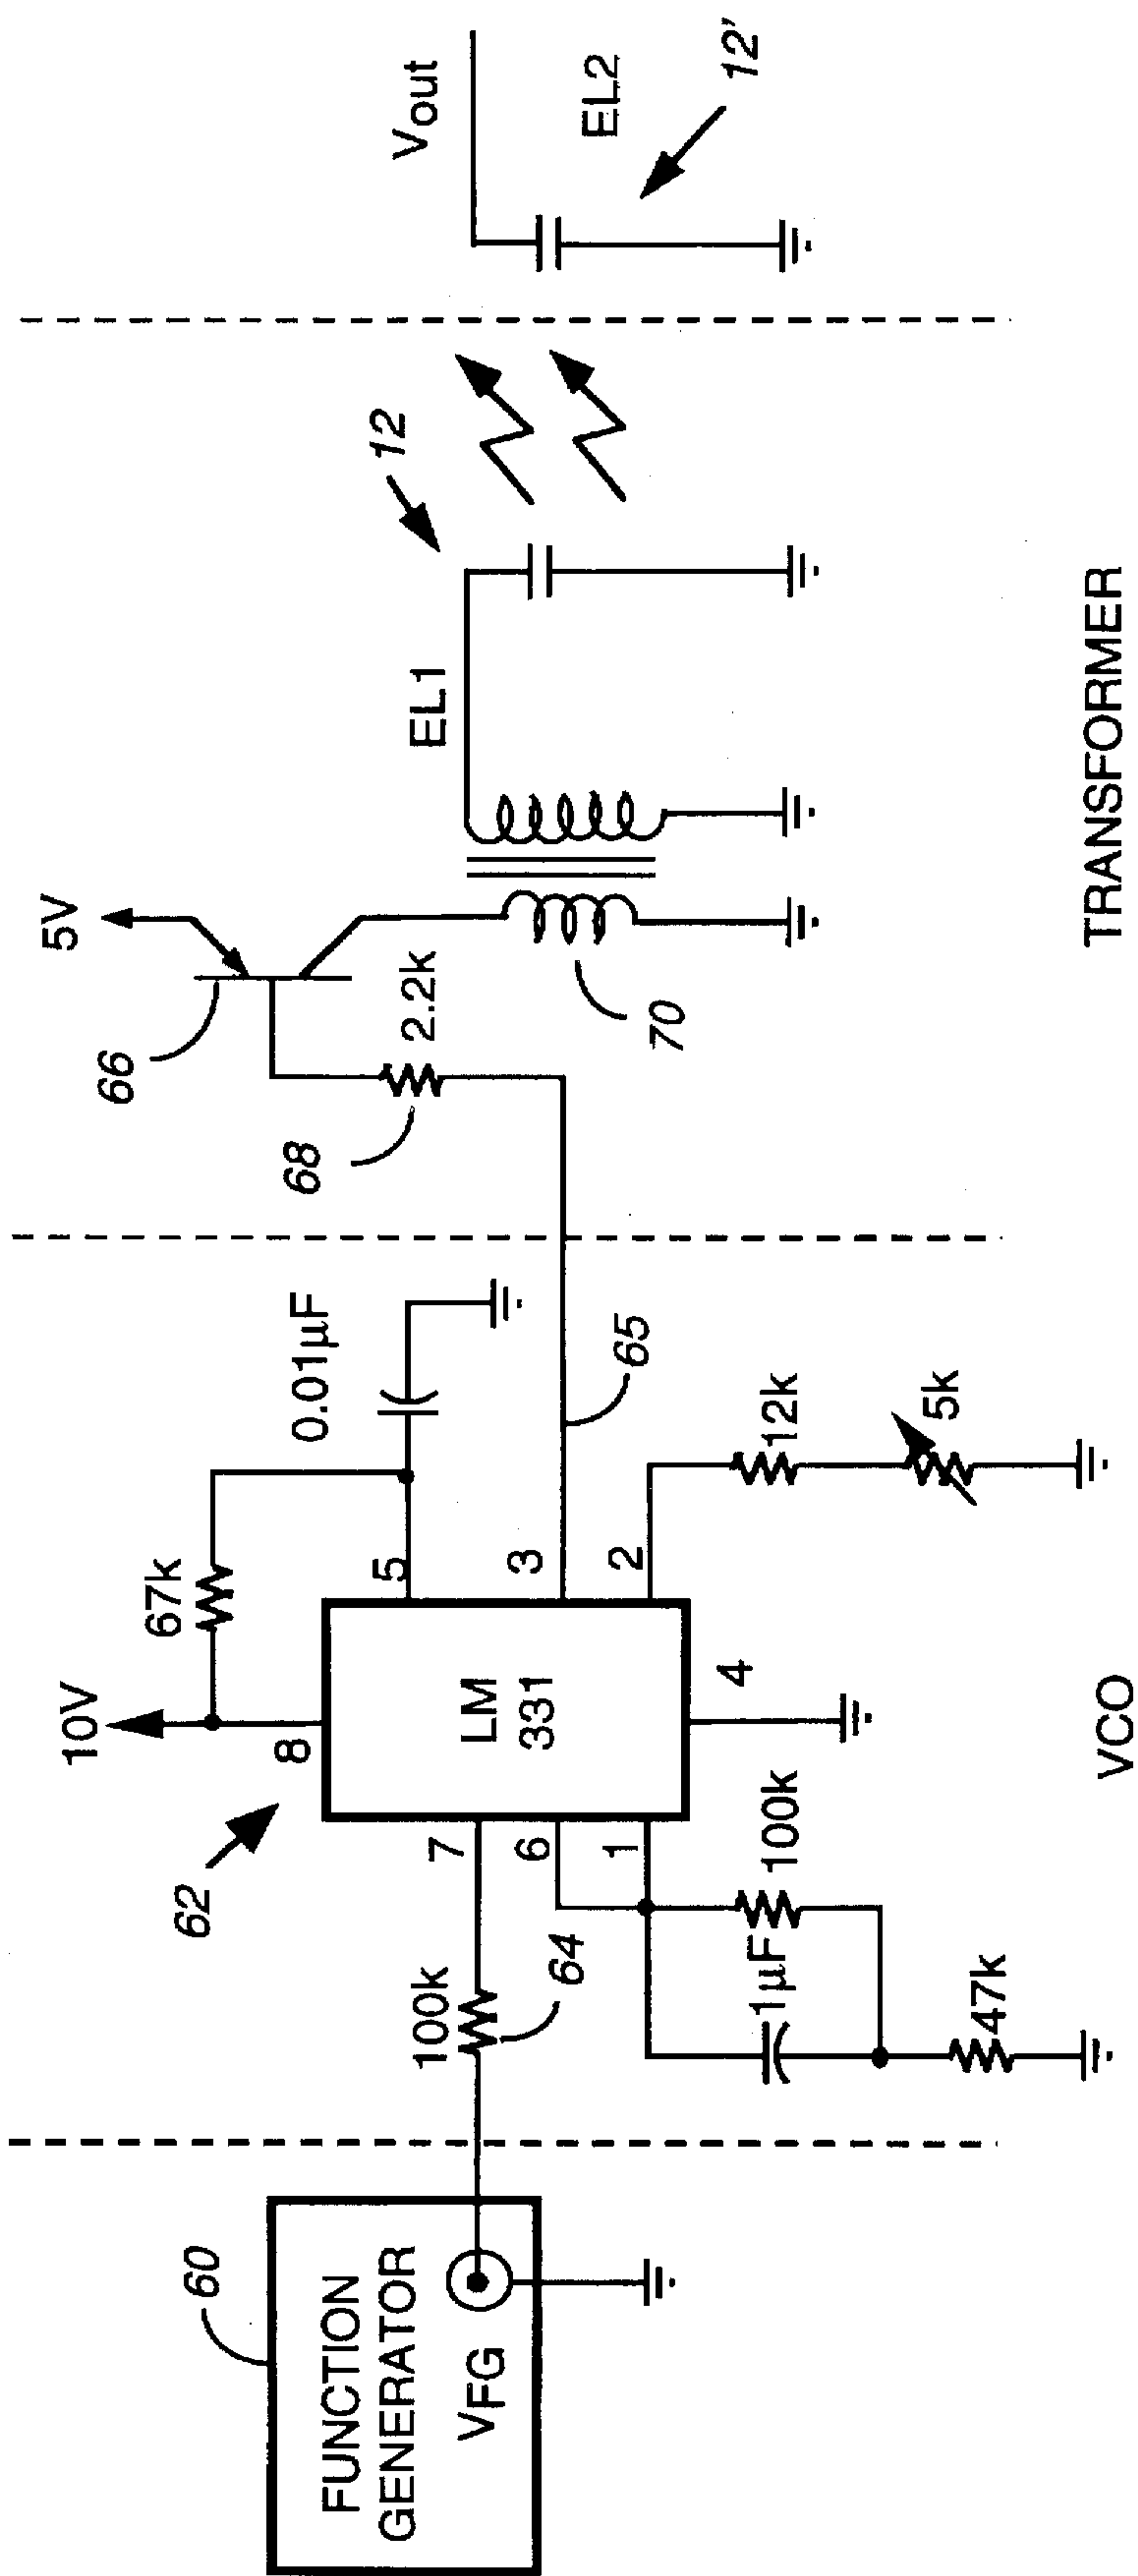 60
FUNCTION
GENERATOR
VFG
100k
64
62
10V
8
7
6
1
LM
331
5
3
2
4
67k
0.01µF
1µF
100k
47k
12k
5k
65
VCO
66
5V
68
2.2k
70
EL1
12
TRANSFORMER
Vout
EL2
12'